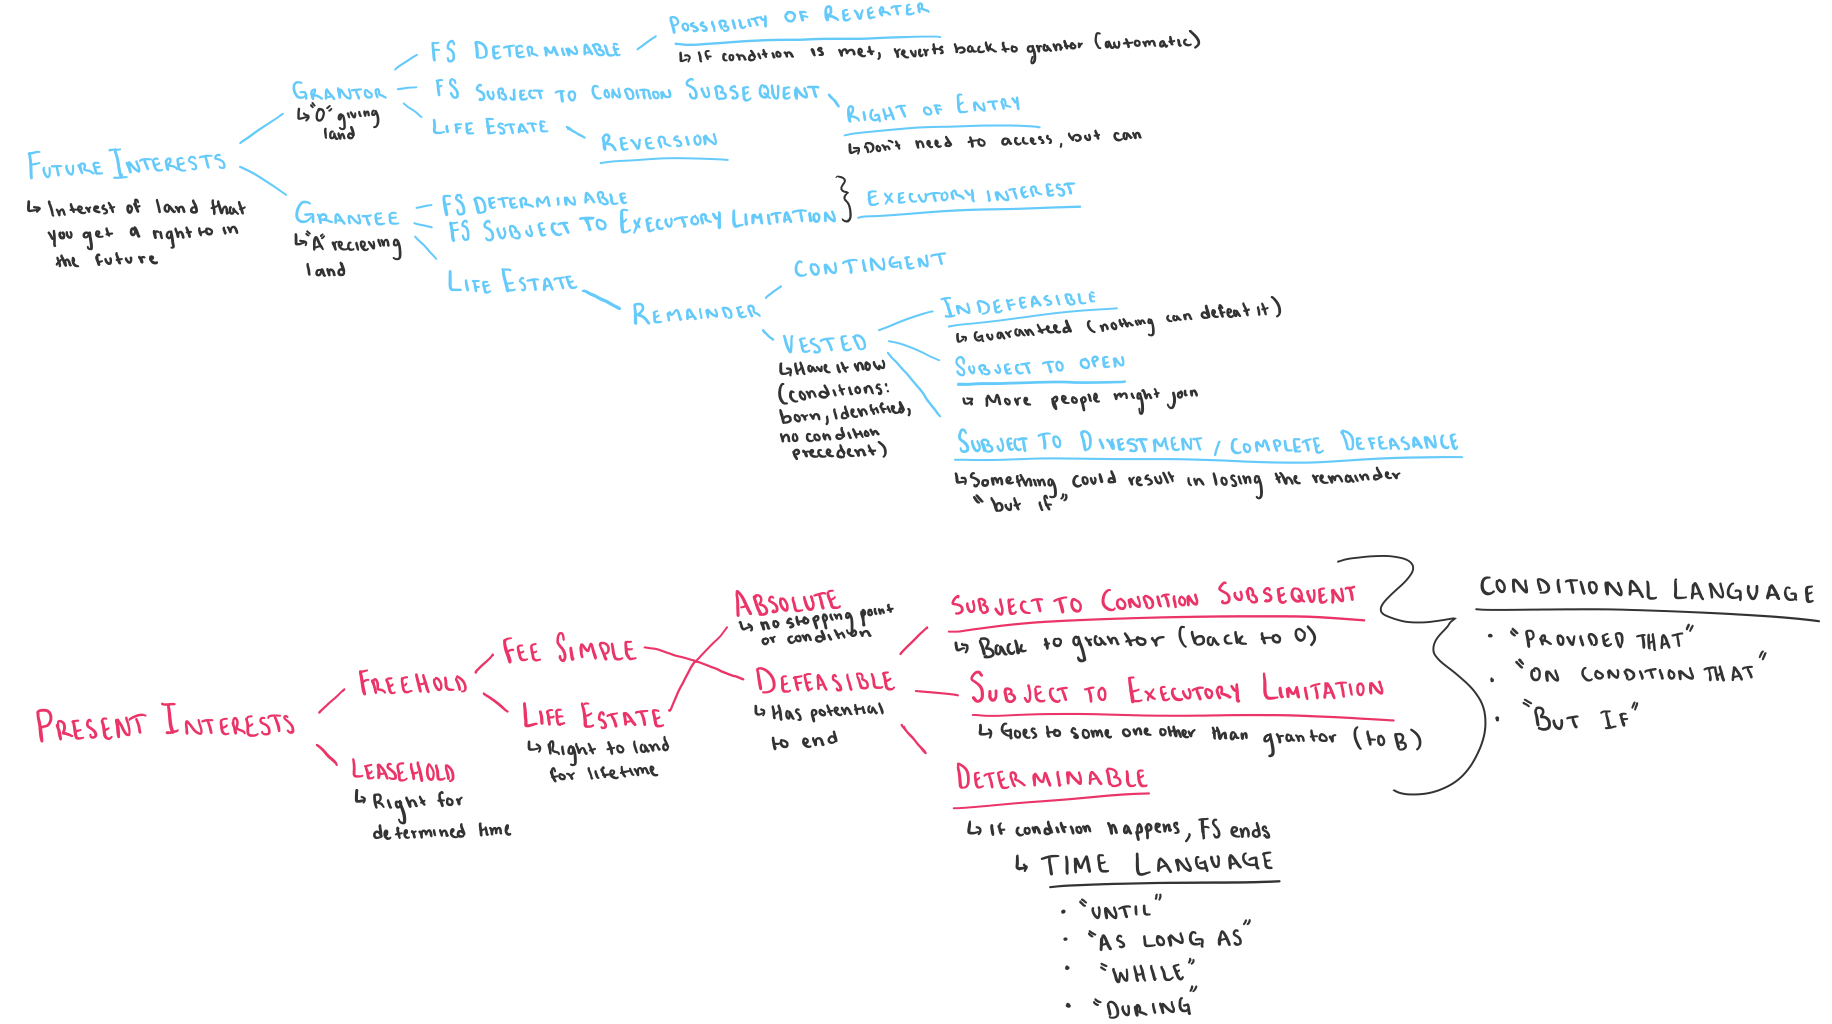 POSSIBILITY OF REVERTER
↳ If condition is met, reverts back to grantor (automatic)
FS DETERMINABLE
GRANTOR
↳ "O" giving
land
FS SUBJECT TO CONDITION SUBSEQUENT
RIGHT OF ENTRY
↳ Don't need to access, but can
LIFE ESTATE
REVERSION
FUTURE INTERESTS
↳ Interest of land that
you get a right to in
the future
GRANTEE
↳ "A" recieving
land
FS DETERMINABLE
FS SUBJECT TO EXECUTORY LIMITATION
EXECUTORY INTEREST
LIFE ESTATE
REMAINDER
CONTINGENT
VESTED
↳ Have it now
(conditions:
born, identified,
no condition
precedent)
INDEFEASIBLE
↳ Guaranteed (nothing can defeat it)
SUBJECT TO OPEN
↳ More people might join
SUBJECT TO DIVESTMENT / COMPLETE DEFEASANCE
↳ Something could result in losing the remainder
"but if"
PRESENT INTERESTS
FREEHOLD
LEASEHOLD
↳ Right for
determined time
FEE SIMPLE
LIFE ESTATE
↳ Right to land
for lifetime
ABSOLUTE
↳ no stopping point
or condition
DEFEASIBLE
↳ Has potential
to end
SUBJECT TO CONDITION SUBSEQUENT
↳ Back to grantor (back to O)
SUBJECT TO EXECUTORY LIMITATION
↳ Goes to some one other than grantor (to B)
DETERMINABLE
↳ If condition happens, FS ends
↳ TIME LANGUAGE
• "UNTIL"
• "AS LONG AS"
• "WHILE"
• "DURING"
CONDITIONAL LANGUAGE
• "PROVIDED THAT"
• "ON CONDITION THAT"
• "BUT IF"